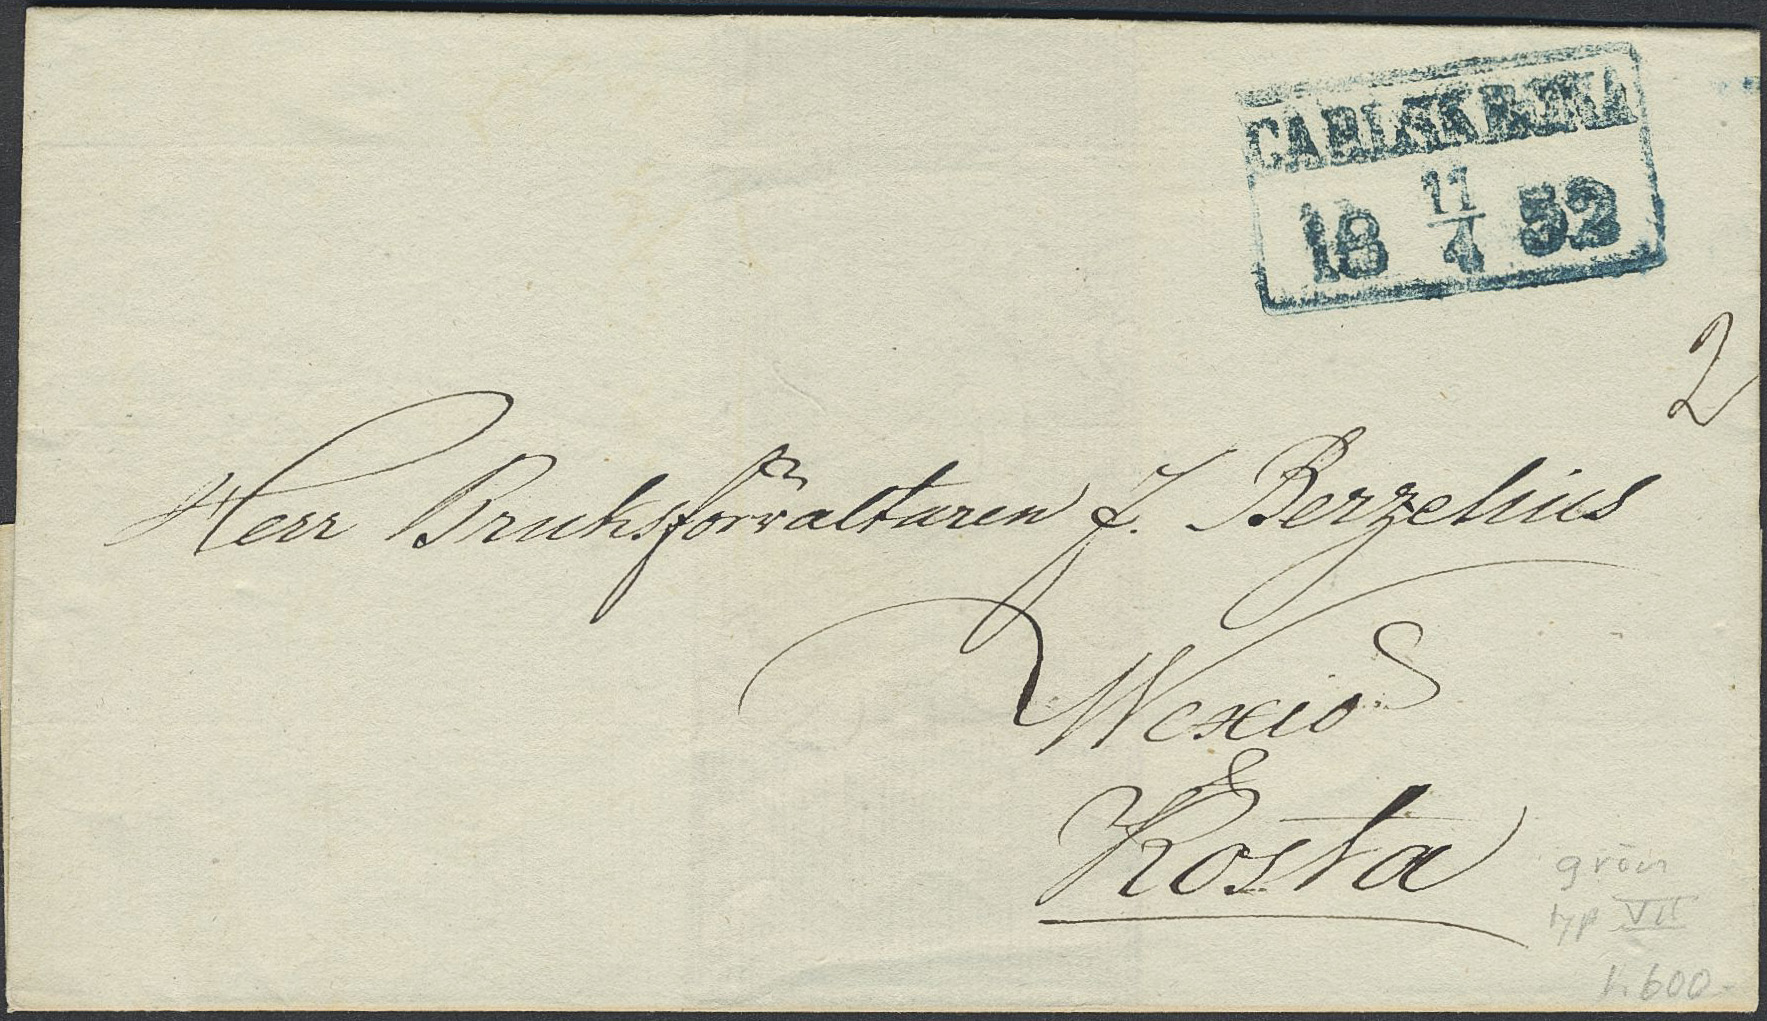 CARLSKRONA
18 11/4 52
2
Herr Bruksförvaltaren J. Berzelius
Wexiö
Kosta
grön
typ VII
1.600-